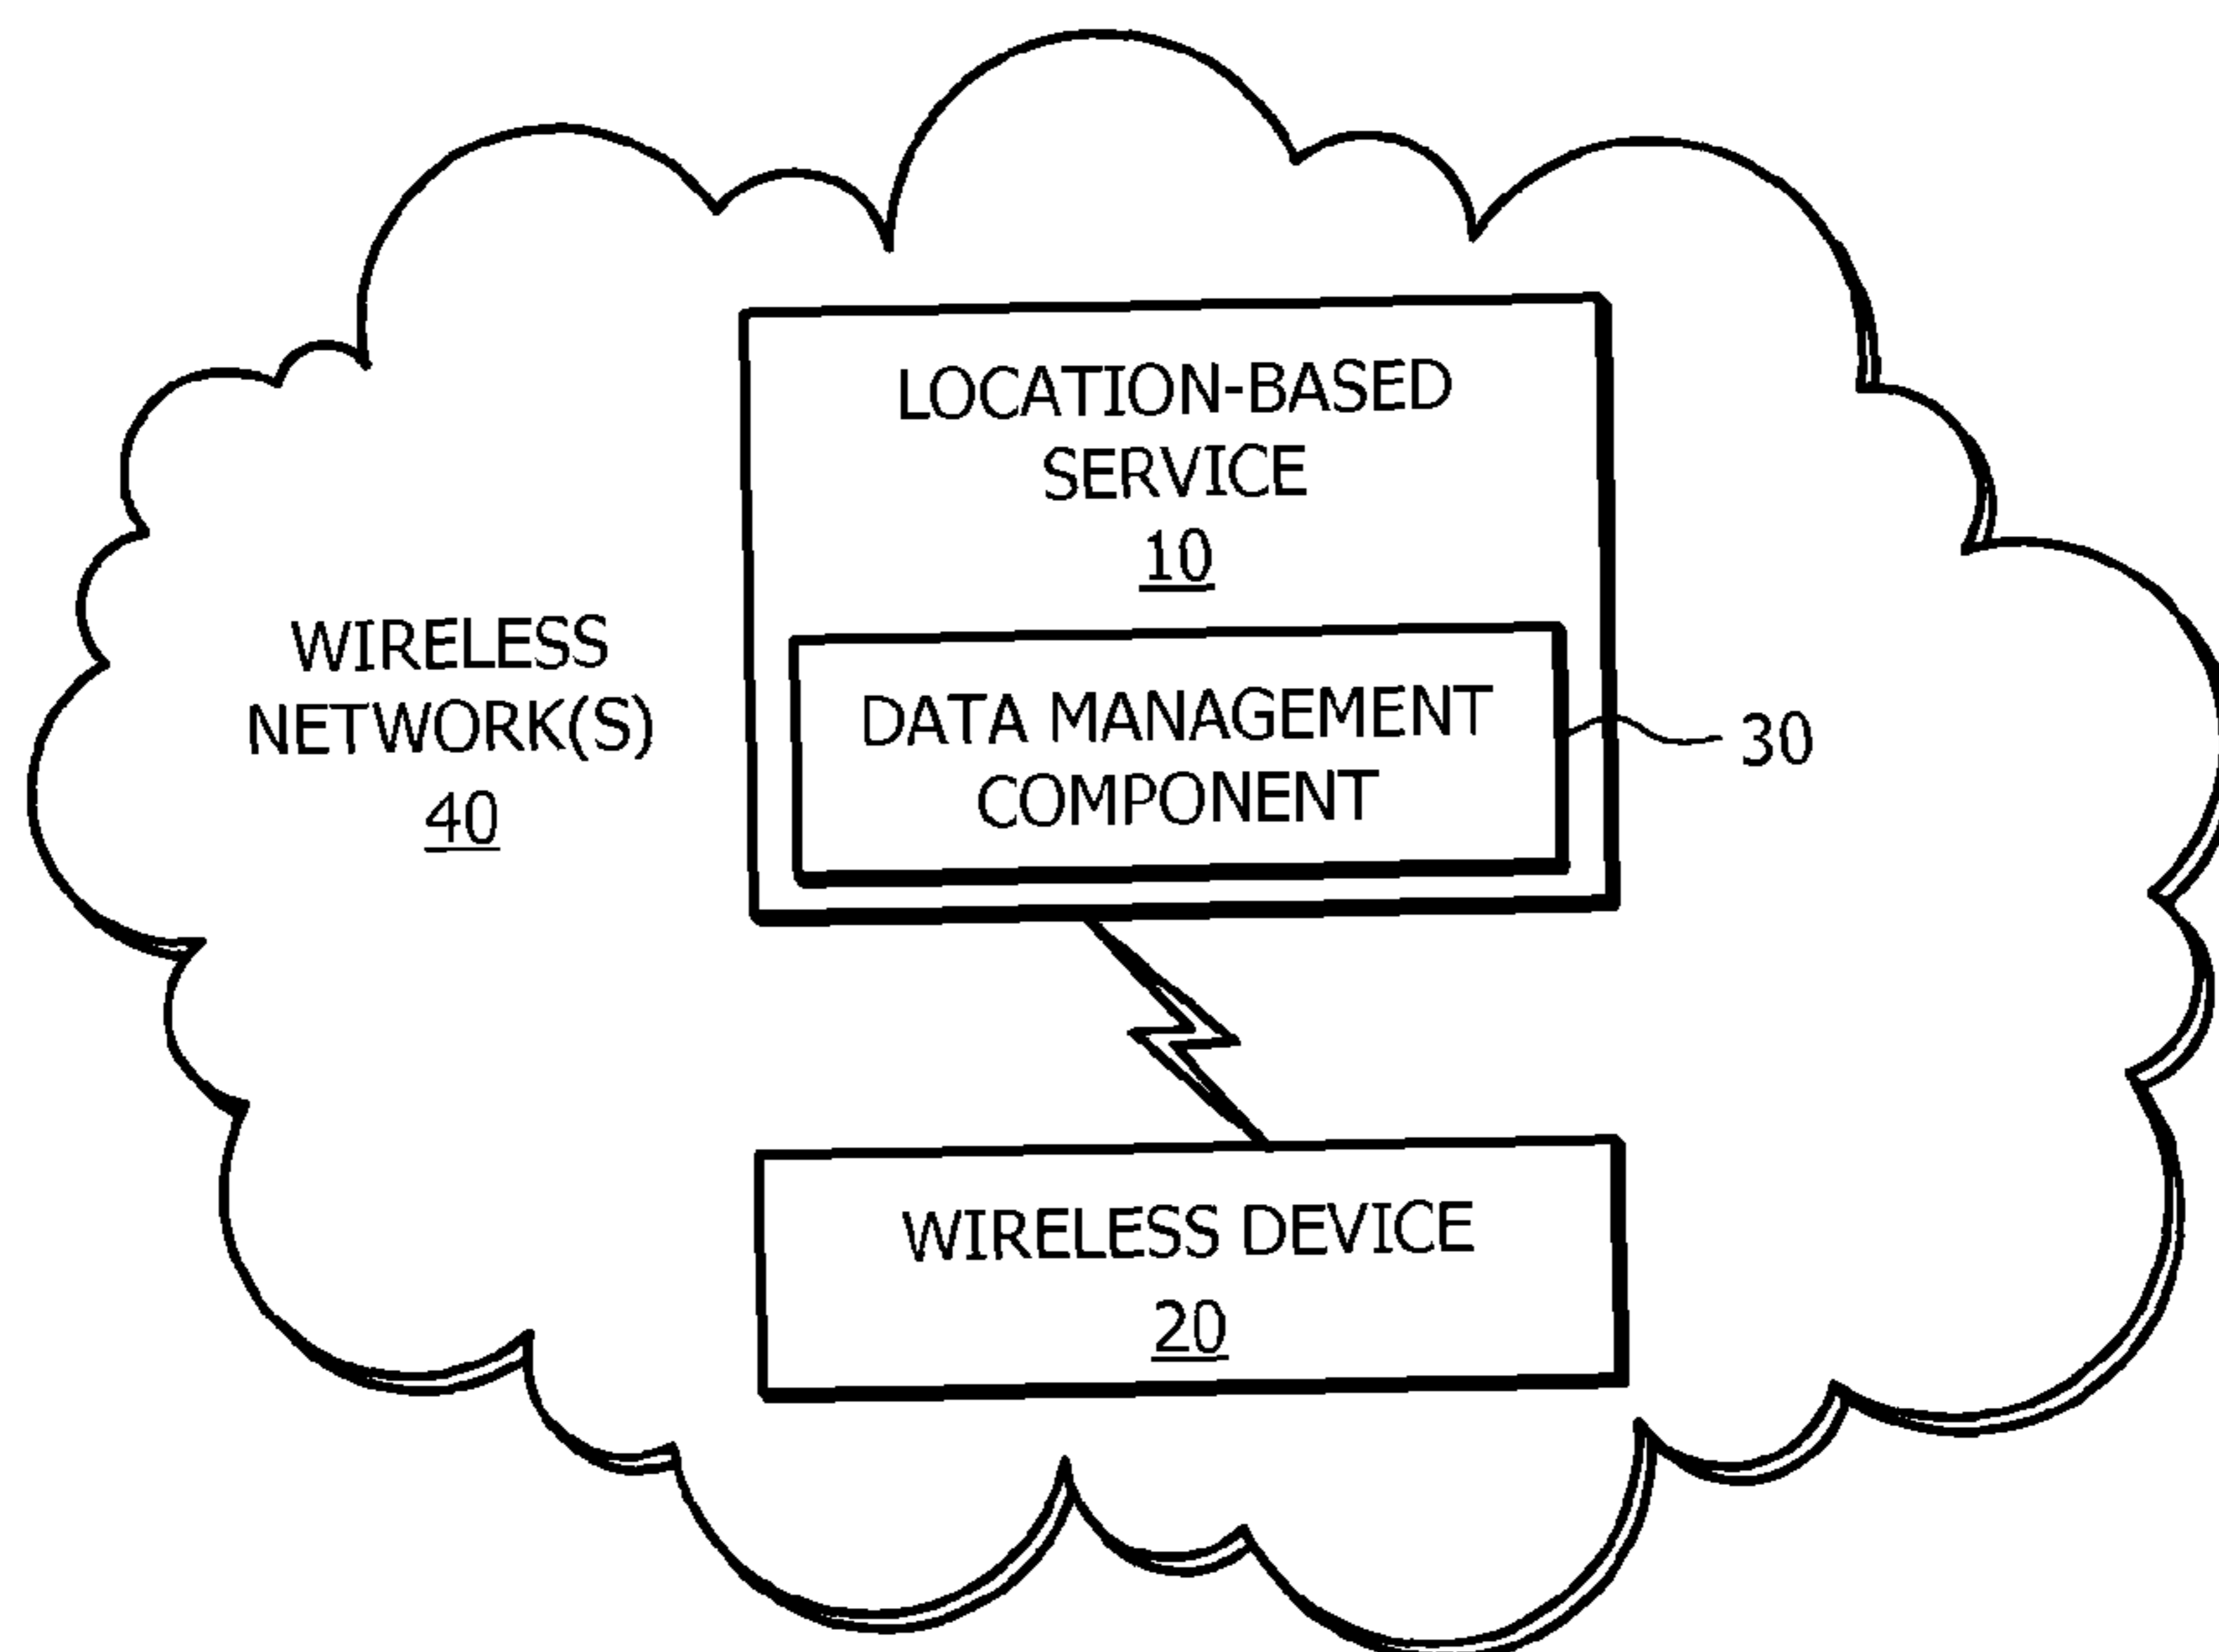 LOCATION-BASED
SERVICE
10
WIRELESS
NETWORK(S)
40
DATA MANAGEMENT
COMPONENT
30
WIRELESS DEVICE
20